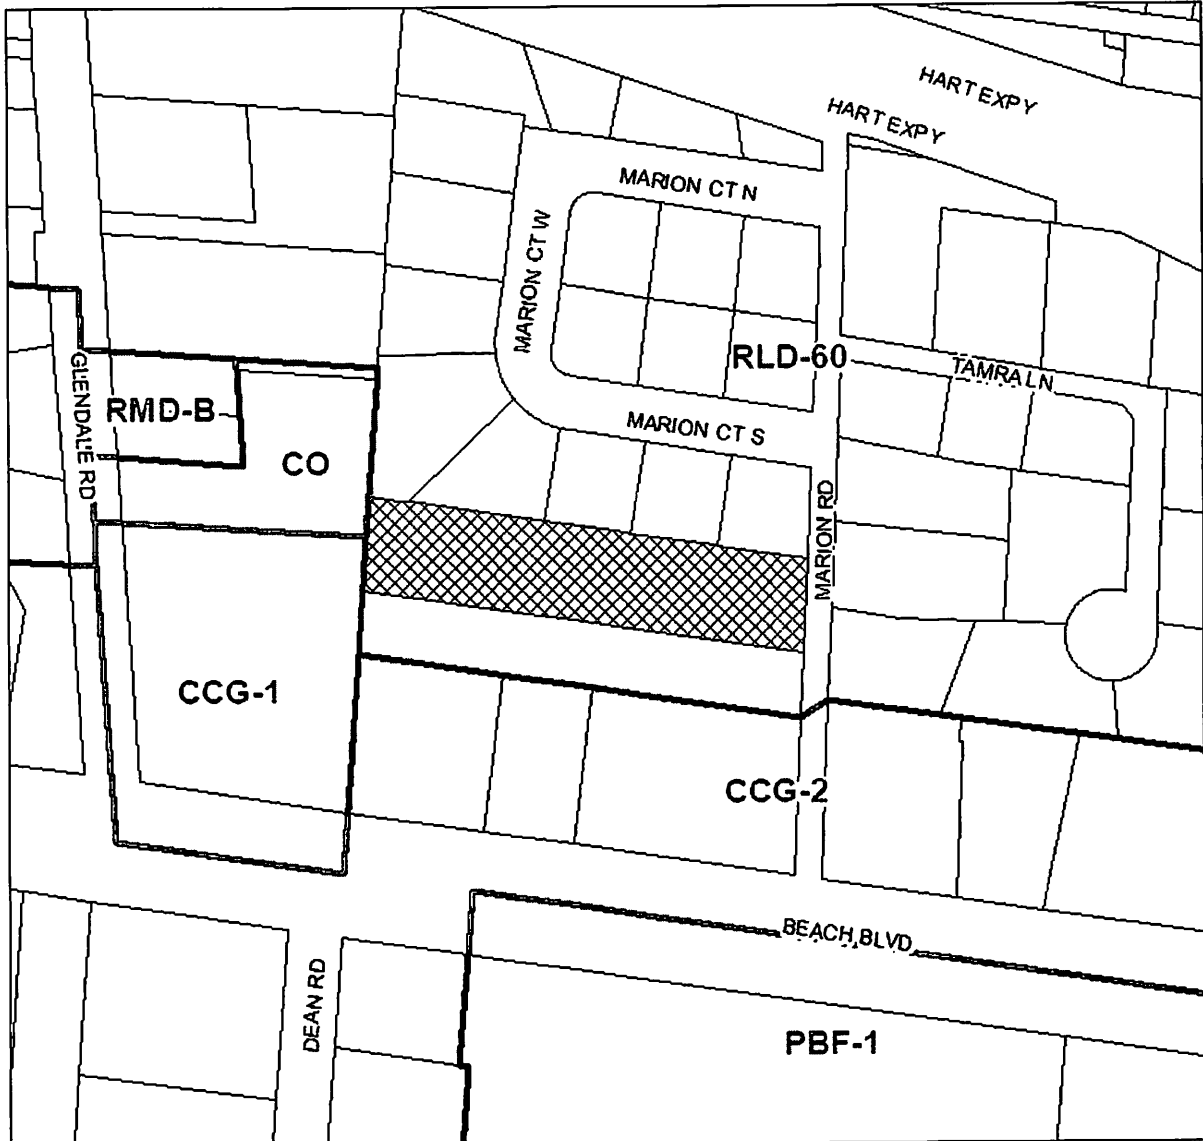 HART EXPY
HART EXPY
MARION CT N
MARION CT W
RLD-60
TAMRA LN
GLENDALE RD
RMD-B
MARION CT S
CO
MARION RD
CCG-1
CCG-2
BEACH BLVD
DEAN RD
PBF-1